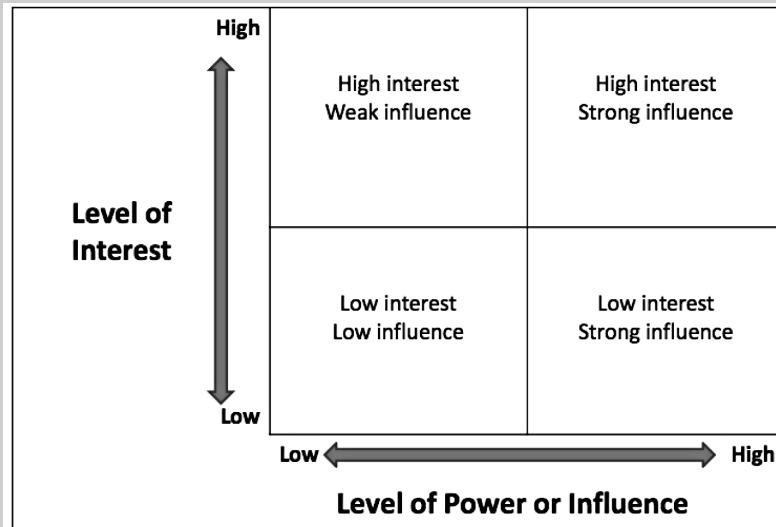 High
High interest
Weak influence
High interest
Strong influence
Level of
Interest
Low interest
Low influence
Low interest
Strong influence
Low
Low
High
Level of Power or Influence